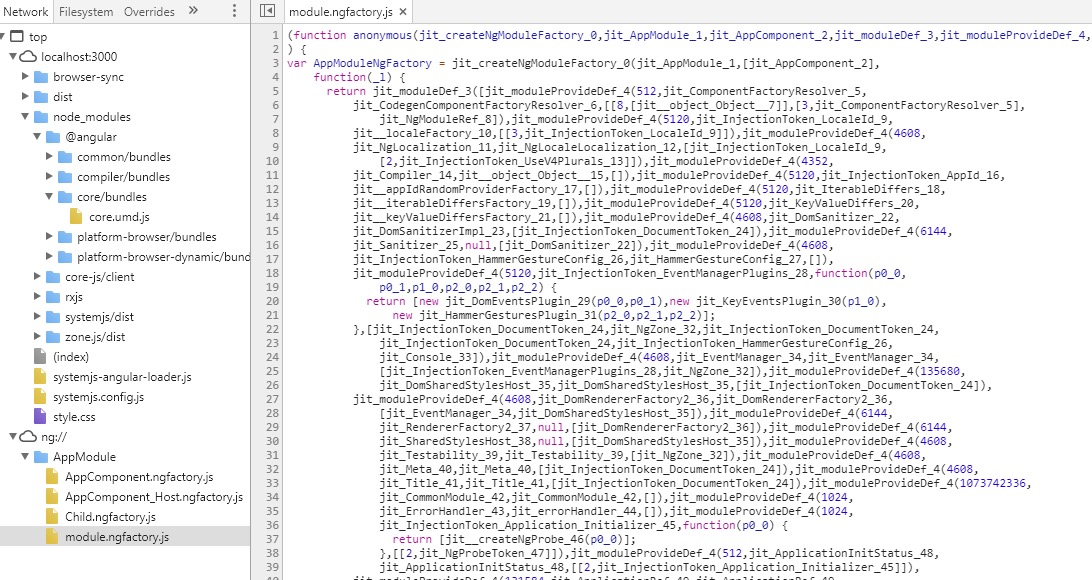 Network Filesystem Overrides » ⋮
top
localhost:3000
browser-sync
dist
node_modules
@angular
common/bundles
compiler/bundles
core/bundles
core.umd.js
platform-browser/bundles
platform-browser-dynamic/bund
core-js/client
rxjs
systemjs/dist
zone.js/dist
(index)
systemjs-angular-loader.js
systemjs.config.js
style.css
ng://
AppModule
AppComponent.ngfactory.js
AppComponent_Host.ngfactory.js
Child.ngfactory.js
module.ngfactory.js
module.ngfactory.js ×
1 (function anonymous(jit_createNgModuleFactory_0,jit_AppModule_1,jit_AppComponent_2,jit_moduleDef_3,jit_moduleProvideDef_4,
2 ) {
3 var AppModuleNgFactory = jit_createNgModuleFactory_0(jit_AppModule_1,[jit_AppComponent_2],
4 function(_l) {
5 return jit_moduleDef_3([jit_moduleProvideDef_4(512,jit_ComponentFactoryResolver_5,
6 jit_CodegenComponentFactoryResolver_6,[[8,[jit__object_Object__7]],[3,jit_ComponentFactoryResolver_5],
7 jit_NgModuleRef_8]),jit_moduleProvideDef_4(5120,jit_InjectionToken_LocaleId_9,
8 jit__localeFactory_10,[[3,jit_InjectionToken_LocaleId_9]]),jit_moduleProvideDef_4(4608,
9 jit_NgLocalization_11,jit_NgLocaleLocalization_12,[jit_InjectionToken_LocaleId_9,
10 [2,jit_InjectionToken_UseV4Plurals_13]]),jit_moduleProvideDef_4(4352,
11 jit_Compiler_14,jit__object_Object__15,[]),jit_moduleProvideDef_4(5120,jit_InjectionToken_AppId_16,
12 jit__appIdRandomProviderFactory_17,[]),jit_moduleProvideDef_4(5120,jit_IterableDiffers_18,
13 jit__iterableDiffersFactory_19,[]),jit_moduleProvideDef_4(5120,jit_KeyValueDiffers_20,
14 jit__keyValueDiffersFactory_21,[]),jit_moduleProvideDef_4(4608,jit_DomSanitizer_22,
15 jit_DomSanitizerImpl_23,[jit_InjectionToken_DocumentToken_24]),jit_moduleProvideDef_4(6144,
16 jit_Sanitizer_25,null,[jit_DomSanitizer_22]),jit_moduleProvideDef_4(4608,
17 jit_InjectionToken_HammerGestureConfig_26,jit_HammerGestureConfig_27,[]),
18 jit_moduleProvideDef_4(5120,jit_InjectionToken_EventManagerPlugins_28,function(p0_0,
19 p0_1,p1_0,p2_0,p2_1,p2_2) {
20 return [new jit_DomEventsPlugin_29(p0_0,p0_1),new jit_KeyEventsPlugin_30(p1_0),
21 new jit_HammerGesturesPlugin_31(p2_0,p2_1,p2_2)];
22 },[jit_InjectionToken_DocumentToken_24,jit_NgZone_32,jit_InjectionToken_DocumentToken_24,
23 jit_InjectionToken_DocumentToken_24,jit_InjectionToken_HammerGestureConfig_26,
24 jit_Console_33]),jit_moduleProvideDef_4(4608,jit_EventManager_34,jit_EventManager_34,
25 [jit_InjectionToken_EventManagerPlugins_28,jit_NgZone_32]),jit_moduleProvideDef_4(135680,
26 jit_DomSharedStylesHost_35,jit_DomSharedStylesHost_35,[jit_InjectionToken_DocumentToken_24]),
27 jit_moduleProvideDef_4(4608,jit_DomRendererFactory2_36,jit_DomRendererFactory2_36,
28 [jit_EventManager_34,jit_DomSharedStylesHost_35]),jit_moduleProvideDef_4(6144,
29 jit_RendererFactory2_37,null,[jit_DomRendererFactory2_36]),jit_moduleProvideDef_4(6144,
30 jit_SharedStylesHost_38,null,[jit_DomSharedStylesHost_35]),jit_moduleProvideDef_4(4608,
31 jit_Testability_39,jit_Testability_39,[jit_NgZone_32]),jit_moduleProvideDef_4(4608,
32 jit_Meta_40,jit_Meta_40,[jit_InjectionToken_DocumentToken_24]),jit_moduleProvideDef_4(4608,
33 jit_Title_41,jit_Title_41,[jit_InjectionToken_DocumentToken_24]),jit_moduleProvideDef_4(1073742336,
34 jit_CommonModule_42,jit_CommonModule_42,[]),jit_moduleProvideDef_4(1024,
35 jit_ErrorHandler_43,jit_errorHandler_44,[]),jit_moduleProvideDef_4(1024,
36 jit_InjectionToken_Application_Initializer_45,function(p0_0) {
37 return [jit__createNgProbe_46(p0_0)];
38 },[[2,jit_NgProbeToken_47]]),jit_moduleProvideDef_4(512,jit_ApplicationInitStatus_48,
39 jit_ApplicationInitStatus_48,[[2,jit_InjectionToken_Application_Initializer_45]]),